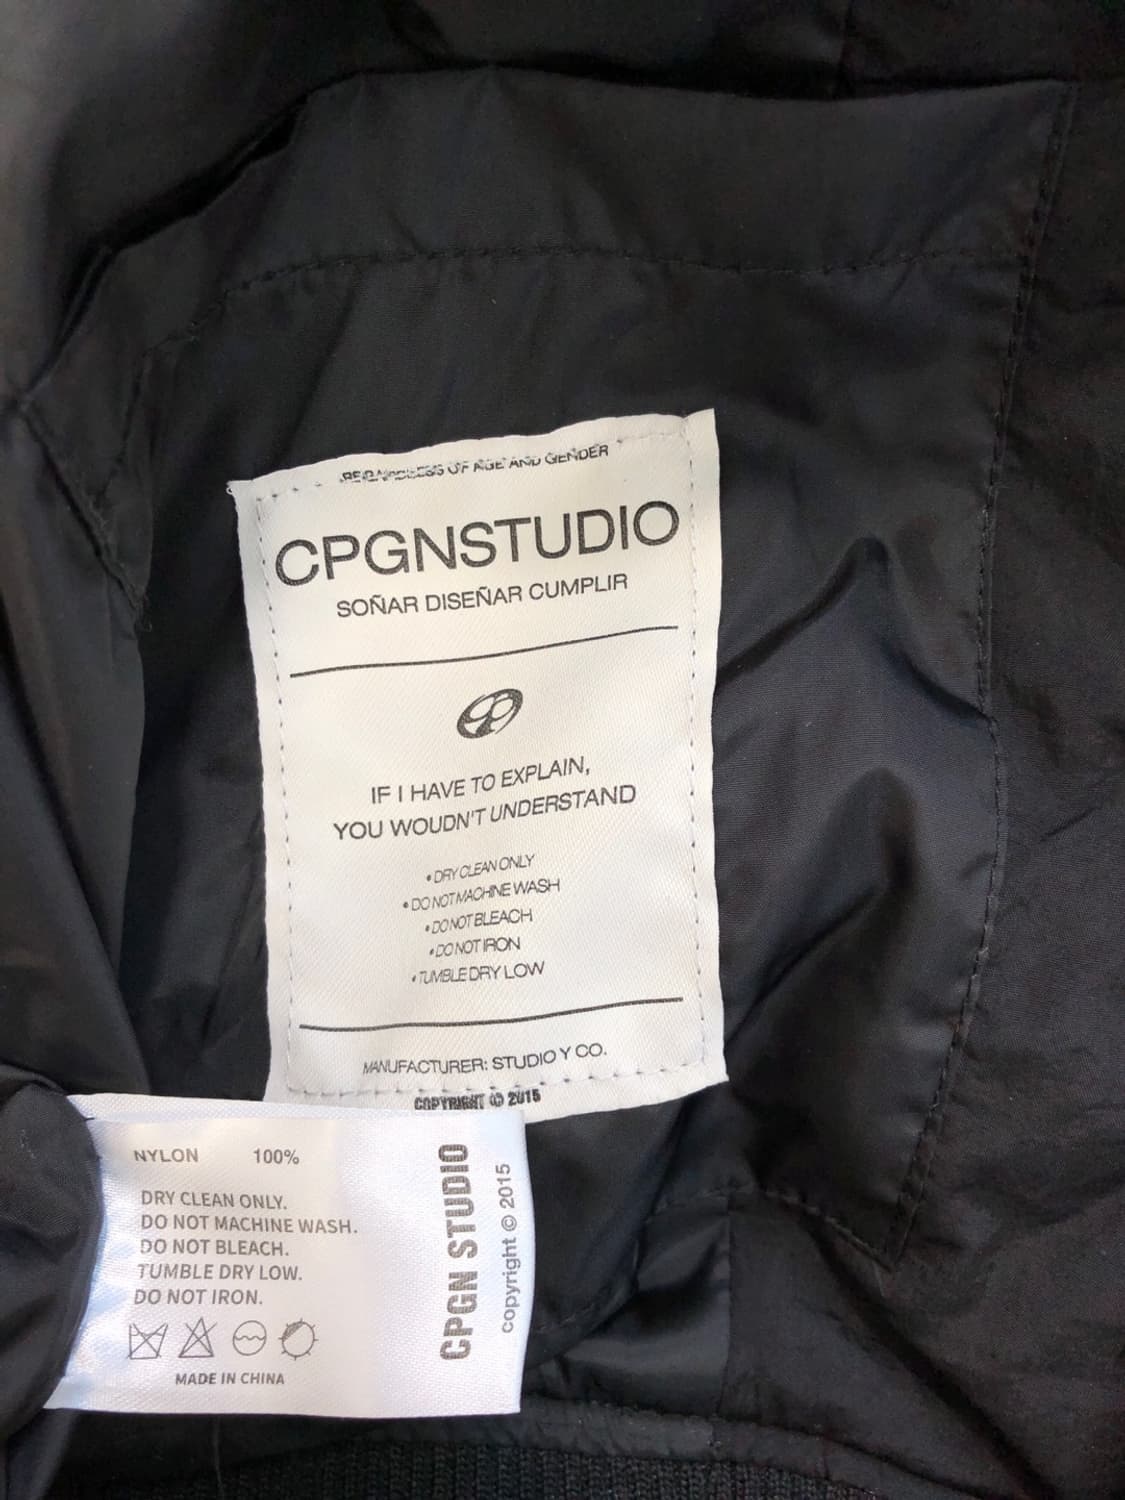 REGARDLESS OF AGE AND GENDER
CPGNSTUDIO
SOÑAR DISEÑAR CUMPLIR
IF I HAVE TO EXPLAIN,
YOU WOUDN'T UNDERSTAND
• DRY CLEAN ONLY
• DO NOT MACHINE WASH
• DO NOT BLEACH
• DO NOT IRON
• TUMBLE DRY LOW
MANUFACTURER: STUDIO Y CO.
COPYRIGHT © 2015
NYLON 100%
DRY CLEAN ONLY.
DO NOT MACHINE WASH.
DO NOT BLEACH.
TUMBLE DRY LOW.
DO NOT IRON.
MADE IN CHINA
CPGN STUDIO
copyright © 2015